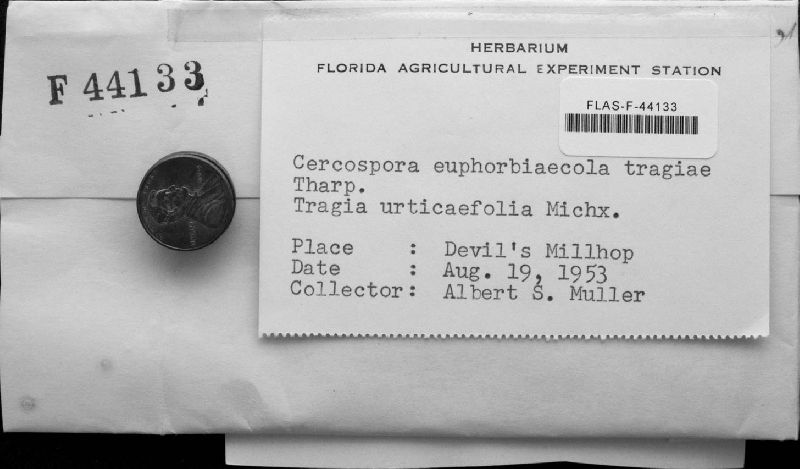 F 44133
HERBARIUM
FLORIDA AGRICULTURAL EXPERIMENT STATION
FLAS-F-44133
Cercospora euphorbiaecola tragiae
Tharp.
Tragia urticaefolia Michx.
Place : Devil's Millhop
Date : Aug. 19, 1953
Collector: Albert S. Muller